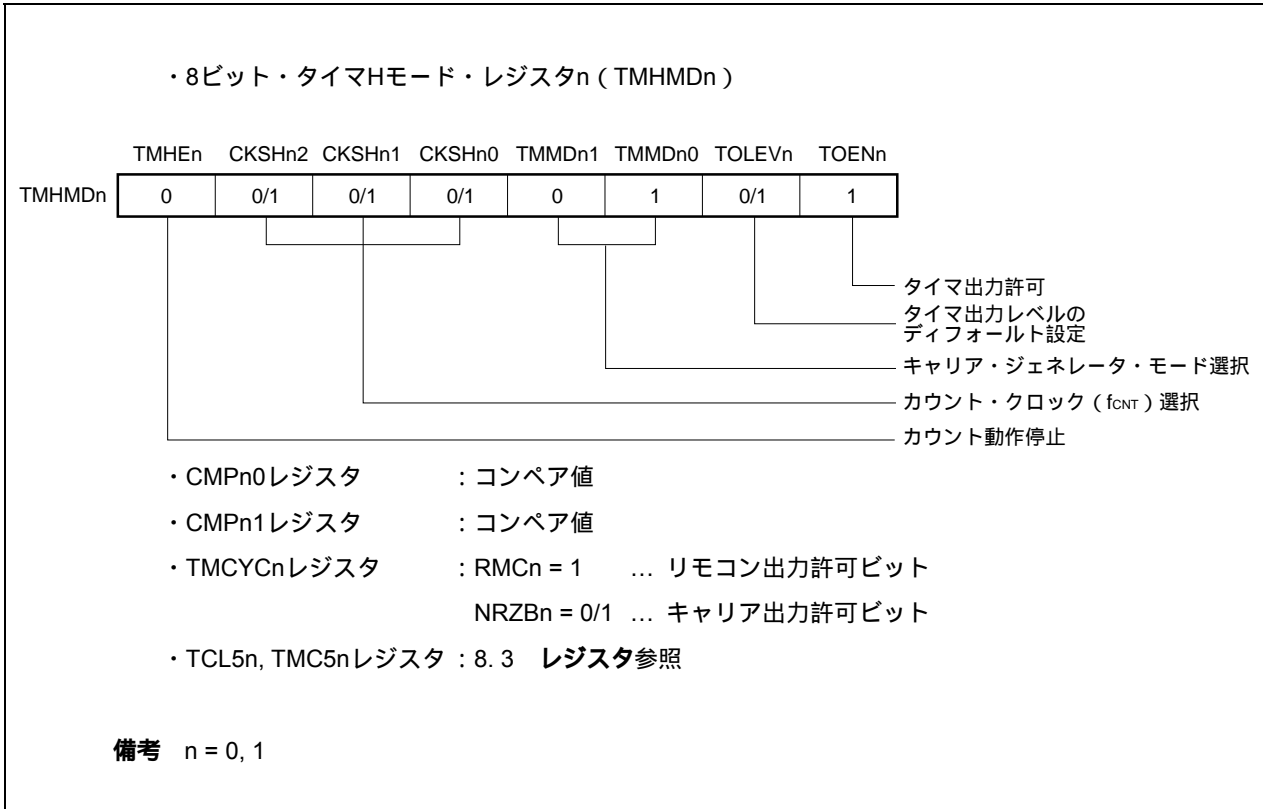 ・8ビット・タイマHモード・レジスタn（TMHMDn）
TMHEn CKSHn2 CKSHn1 CKSHn0 TMMDn1 TMMDn0 TOLEVn TOENn
TMHMDn 0 0/1 0/1 0/1 0 1 0/1 1
タイマ出力許可
タイマ出力レベルの
ディフォールト設定
キャリア・ジェネレータ・モード選択
カウント・クロック（fCNT）選択
カウント動作停止
・CMPn0レジスタ ：コンペア値
・CMPn1レジスタ ：コンペア値
・TMCYCnレジスタ ：RMCn = 1 … リモコン出力許可ビット
NRZBn = 0/1 … キャリア出力許可ビット
・TCL5n, TMC5nレジスタ：8. 3 レジスタ参照
備考 n = 0, 1